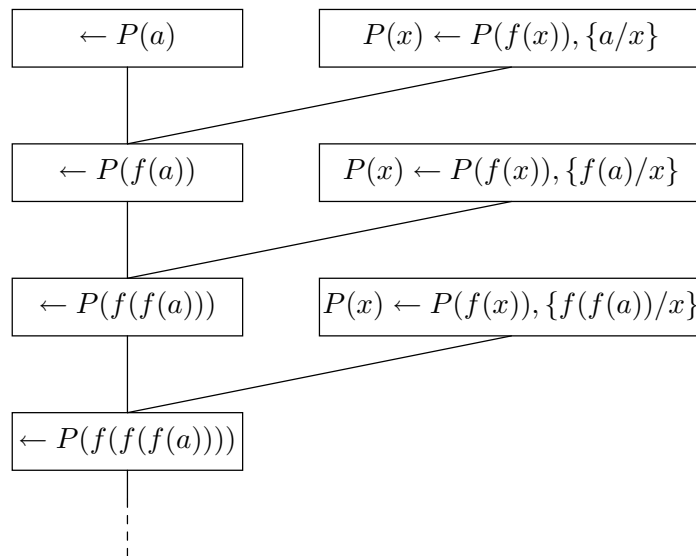 ← P(a)
P(x) ← P(f(x)), {a/x}
← P(f(a))
P(x) ← P(f(x)), {f(a)/x}
← P(f(f(a)))
P(x) ← P(f(x)), {f(f(a))/x}
← P(f(f(f(a))))